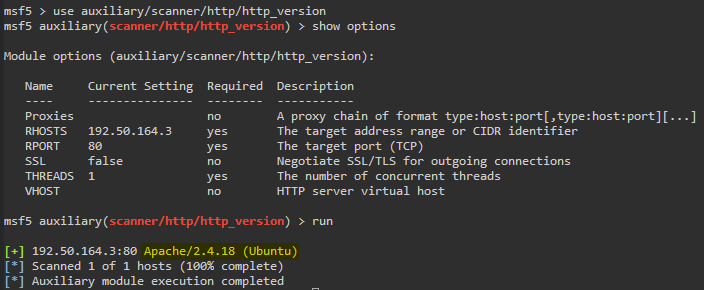 msf5 > use auxiliary/scanner/http/http_version
msf5 auxiliary(scanner/http/http_version) > show options
Module options (auxiliary/scanner/http/http_version):
Name     Current Setting  Required  Description
----     ---------------  --------  -----------
Proxies                   no        A proxy chain of format type:host:port[,type:host:port][...]
RHOSTS   192.50.164.3     yes       The target address range or CIDR identifier
RPORT    80               yes       The target port (TCP)
SSL      false            no        Negotiate SSL/TLS for outgoing connections
THREADS  1                yes       The number of concurrent threads
VHOST                     no        HTTP server virtual host
msf5 auxiliary(scanner/http/http_version) > run
[+] 192.50.164.3:80 Apache/2.4.18 (Ubuntu)
[*] Scanned 1 of 1 hosts (100% complete)
[*] Auxiliary module execution completed